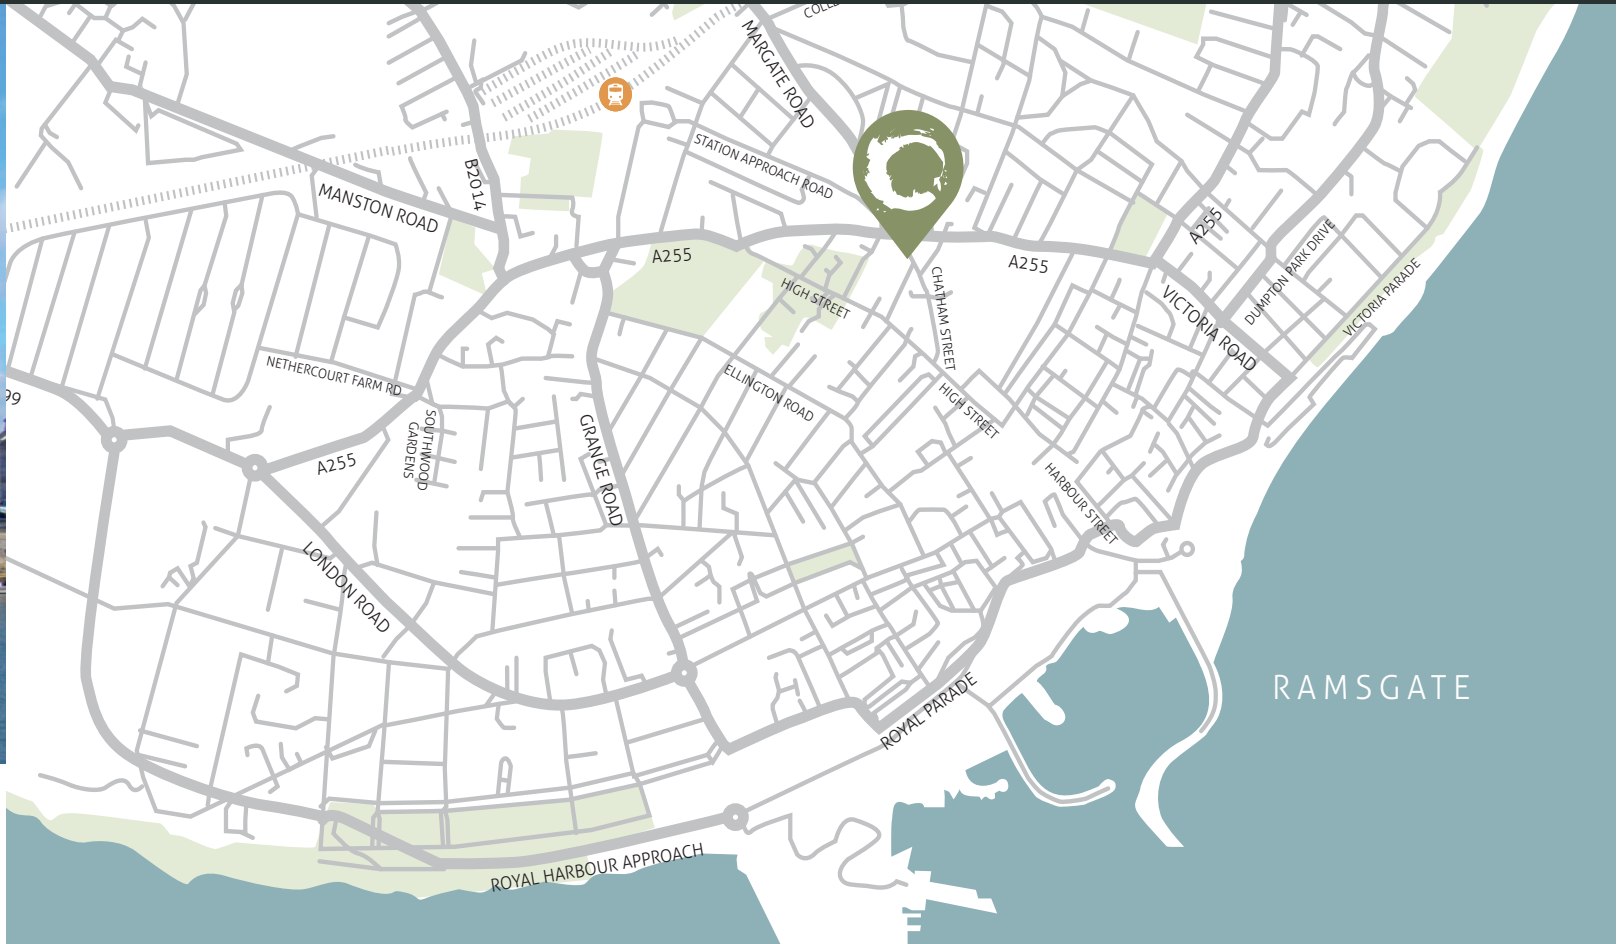 COLLE
MARGATE ROAD
STATION APPROACH ROAD
B2014
MANSTON ROAD
A255
A255
A255
HIGH STREET
CHATHAM STREET
VICTORIA ROAD
DUMPTON PARK DRIVE
VICTORIA PARADE
NETHERCOURT FARM RD
99
ELLINGTON ROAD
HIGH STREET
SOUTHWOOD
GARDENS
A255
GRANGE ROAD
HARBOUR STREET
LONDON ROAD
ROYAL PARADE
RAMSGATE
ROYAL HARBOUR APPROACH